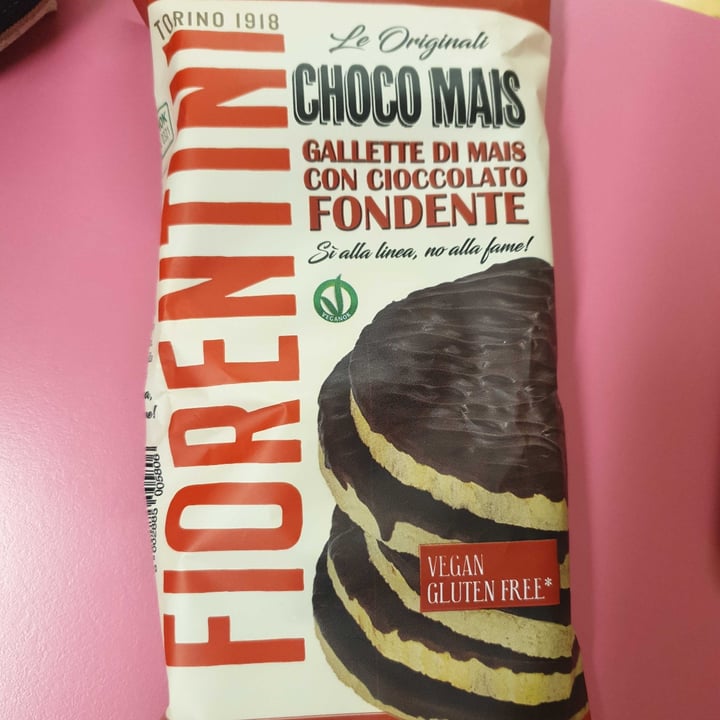 TORINO 1918
FIORENTINI
Le Originali
CHOCO MAIS
GALLETTE DI MAIS
CON CIOCCOLATO
FONDENTE
Sì alla linea, no alla fame!
VEGANOK
VEGAN
GLUTEN FREE*